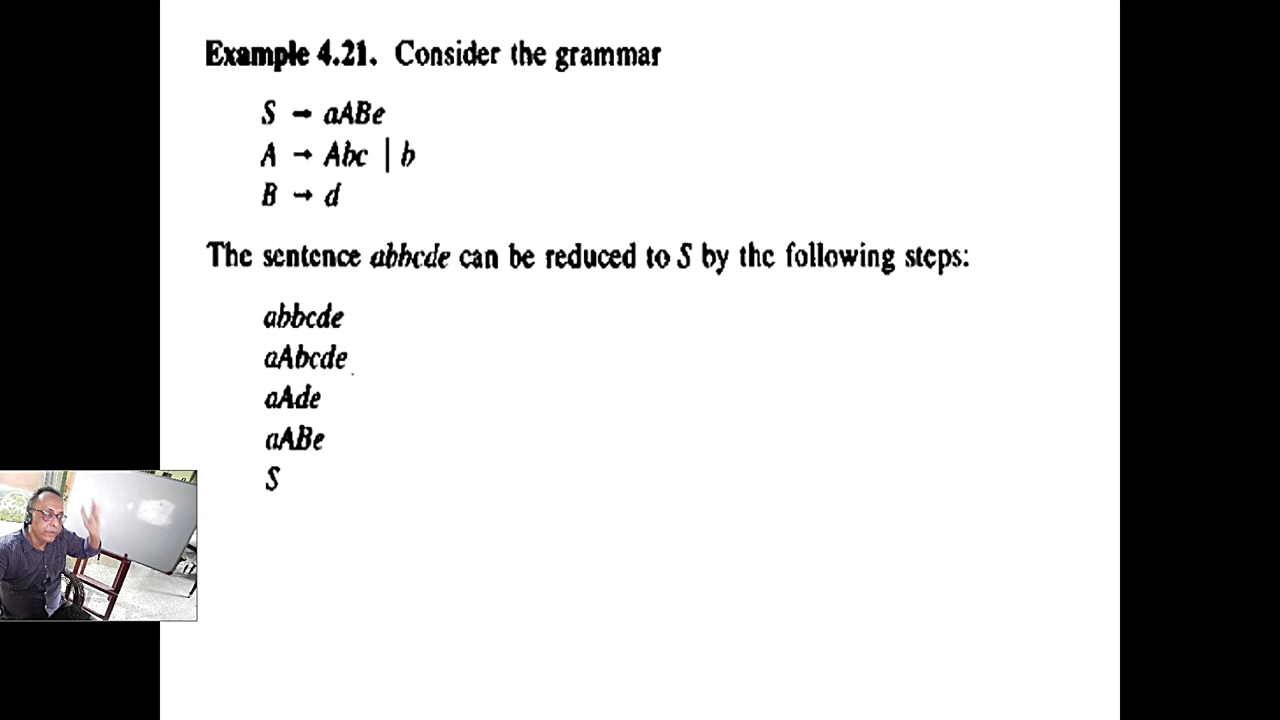 Example 4.21. Consider the grammar
S → aABe
A → Abc | b
B → d
The sentence abbcde can be reduced to S by the following steps:
abbcde
aAbcde
aAde
aABe
S